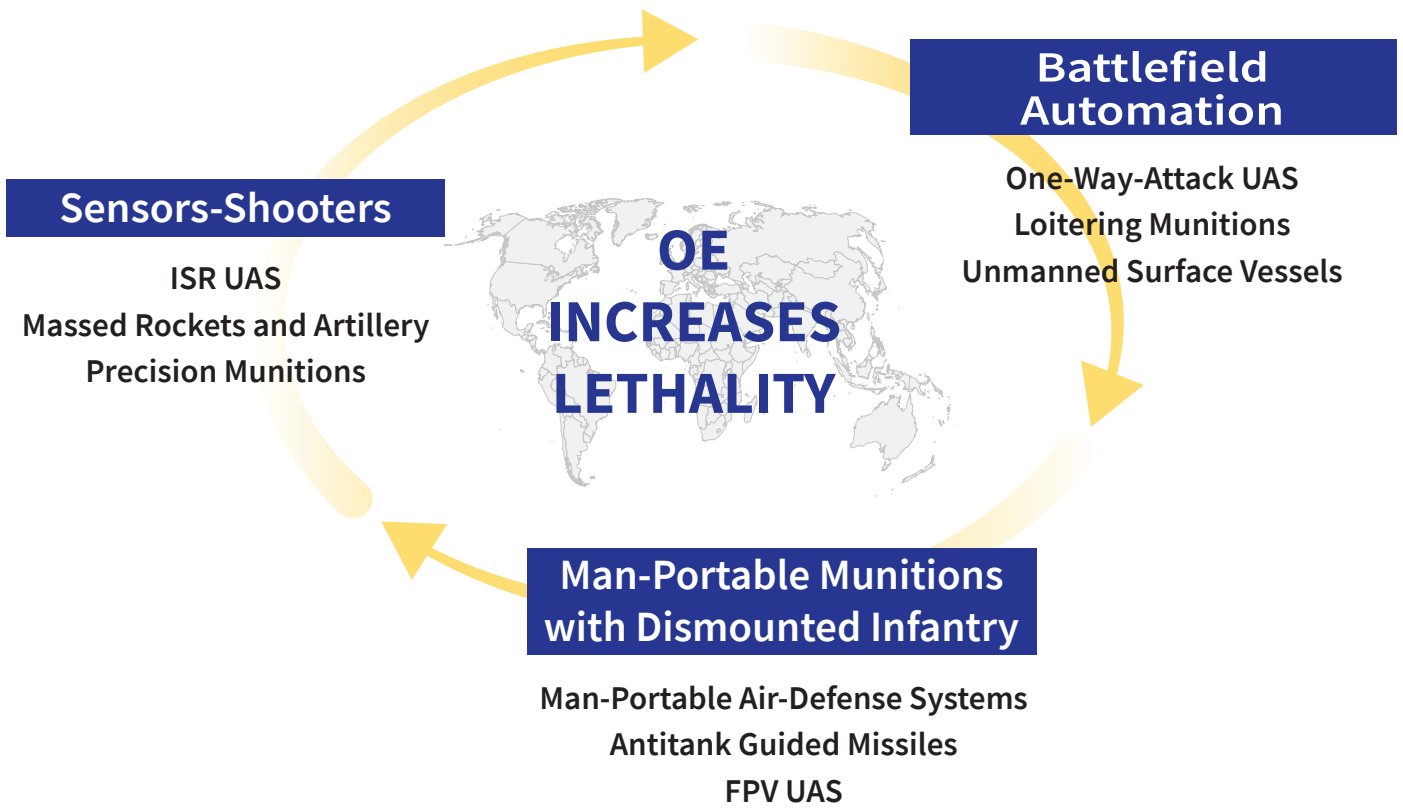 Battlefield
Automation
One-Way-Attack UAS
Loitering Munitions
Unmanned Surface Vessels
Sensors-Shooters
ISR UAS
Massed Rockets and Artillery
Precision Munitions
OE
INCREASES
LETHALITY
Man-Portable Munitions
with Dismounted Infantry
Man-Portable Air-Defense Systems
Antitank Guided Missiles
FPV UAS